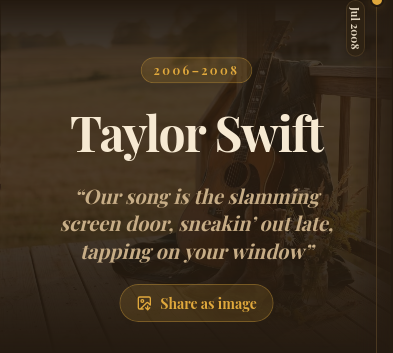 Jul 2008
2006–2008
Taylor Swift
“Our song is the slamming
screen door, sneakin’ out late,
tapping on your window”
Share as image